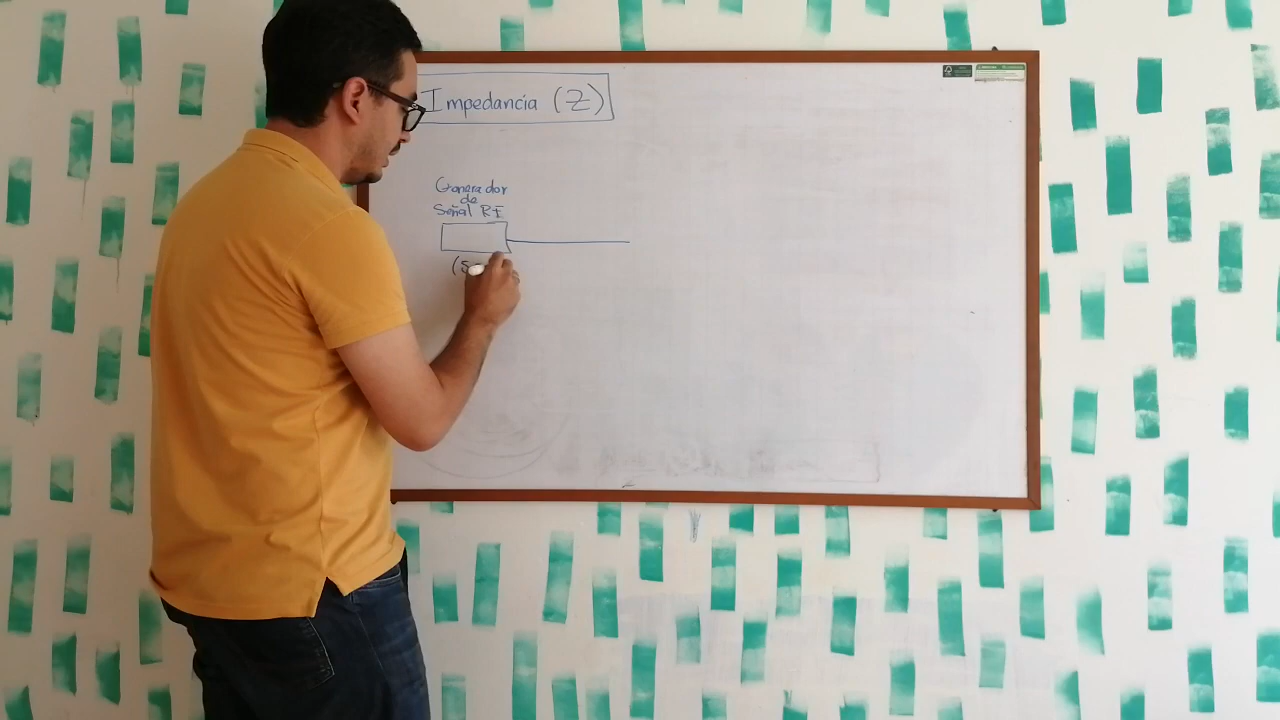 Impedancia (Z)
Generador
de
Señal RF
(S